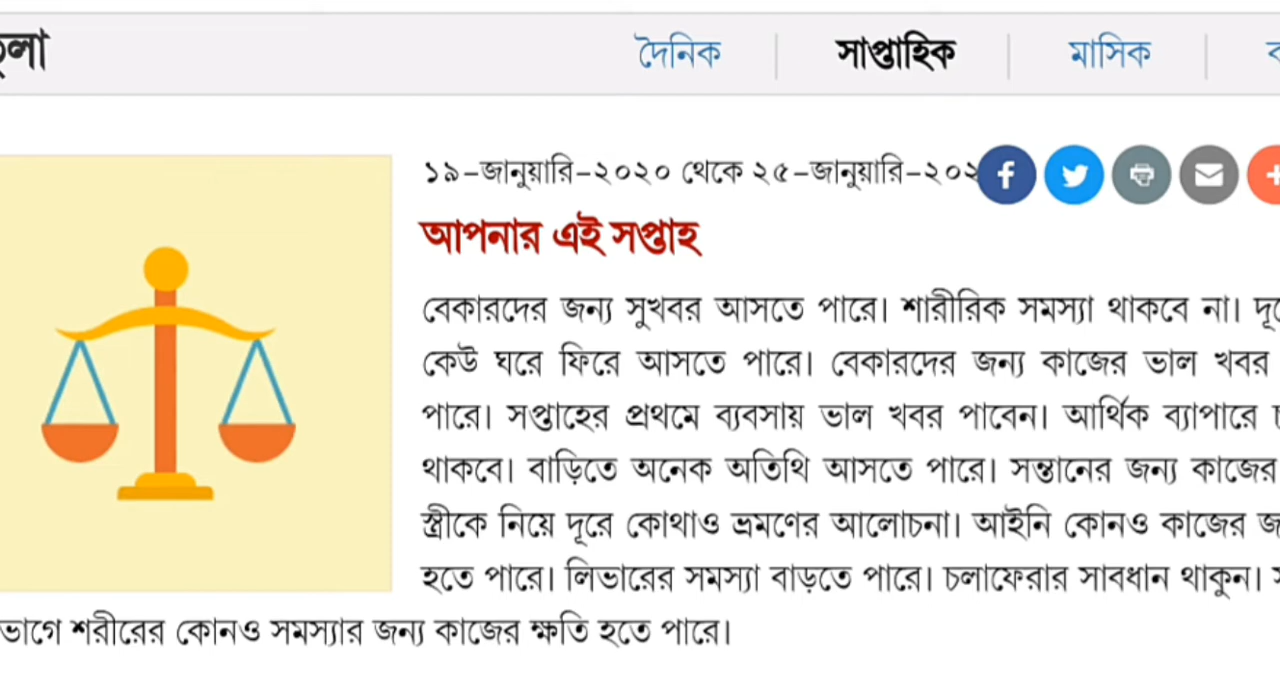 তুলা দৈনিক সাপ্তাহিক মাসিক
১৯-জানুয়ারি-২০২০ থেকে ২৫-জানুয়ারি-২০২
আপনার এই সপ্তাহ
বেকারদের জন্য সুখবর আসতে পারে। শারীরিক সমস্যা থাকবে না।
কেউ ঘরে ফিরে আসতে পারে। বেকারদের জন্য কাজের ভাল খবর
পারে। সপ্তাহের প্রথমে ব্যবসায় ভাল খবর পাবেন। আর্থিক ব্যাপারে
থাকবে। বাড়িতে অনেক অতিথি আসতে পারে। সন্তানের জন্য কাজের
স্ত্রীকে নিয়ে দূরে কোথাও ভ্রমণের আলোচনা। আইনি কোনও কাজের
হতে পারে। লিভারের সমস্যা বাড়তে পারে। চলাফেরার সাবধান থাকুন।
ভাগে শরীরের কোনও সমস্যার জন্য কাজের ক্ষতি হতে পারে।